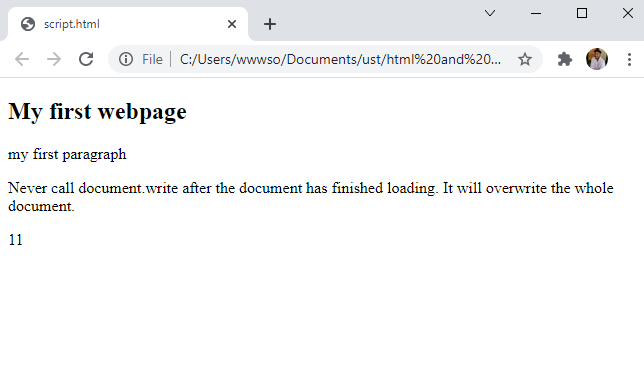 script.html
File | C:/Users/wwwso/Documents/ust/html%20and%20...
My first webpage
my first paragraph
Never call document.write after the document has finished loading. It will overwrite the whole
document.
11